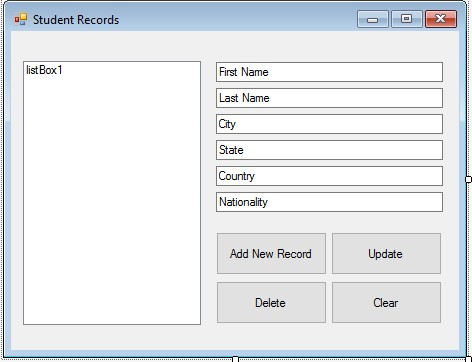 Student Records
listBox1
First Name
Last Name
City
State
Country
Nationality
Add New Record
Update
Delete
Clear